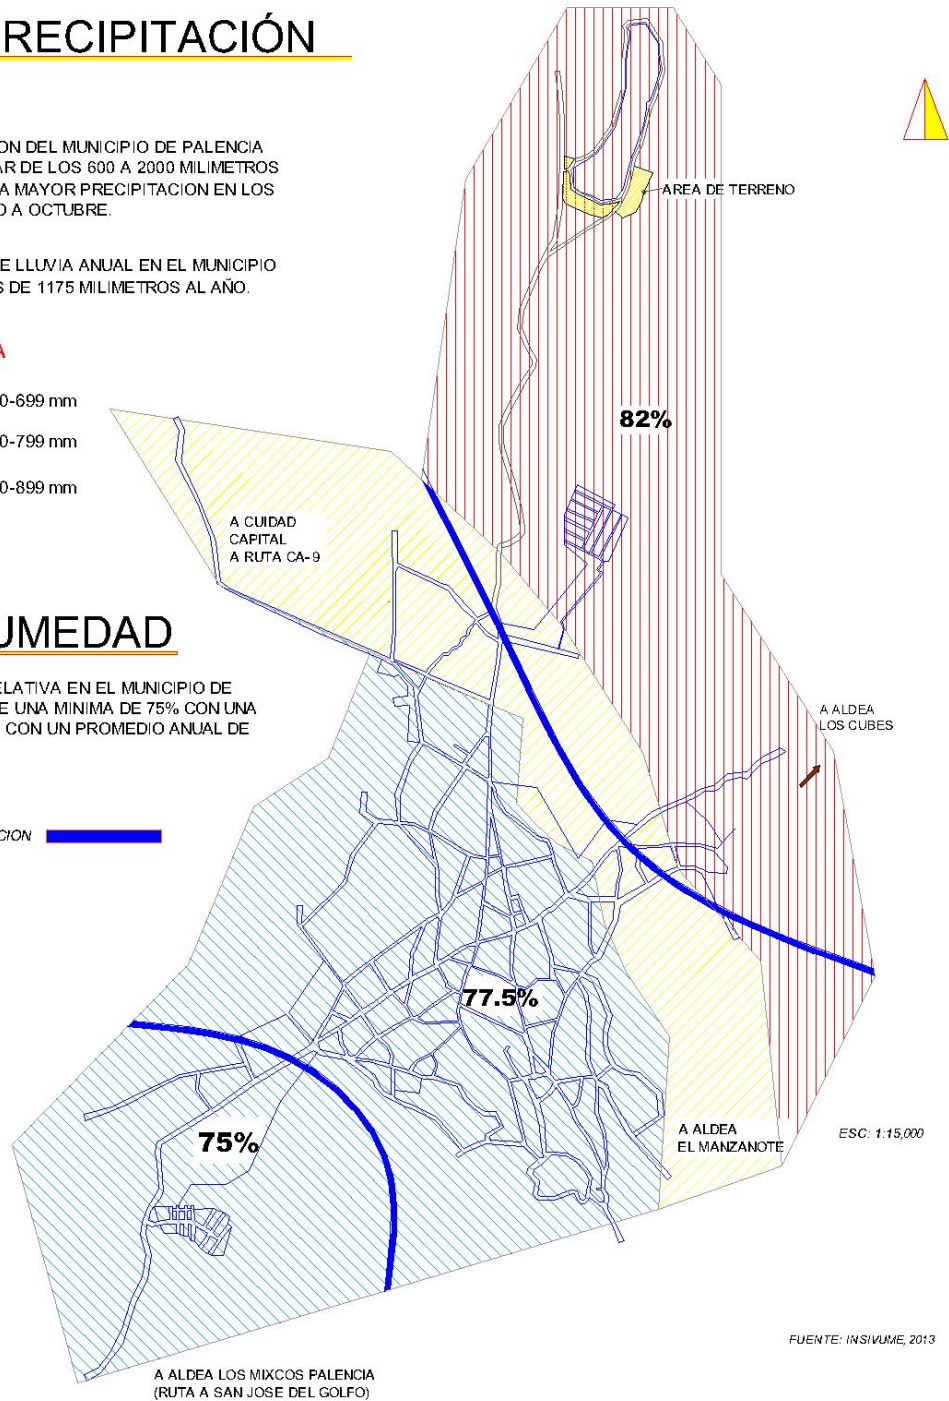 RECIPITACIÓN
ON DEL MUNICIPIO DE PALENCIA
AR DE LOS 600 A 2000 MILIMETROS
A MAYOR PRECIPITACION EN LOS
O A OCTUBRE.
E LLUVIA ANUAL EN EL MUNICIPIO
S DE 1175 MILIMETROS AL AÑO.
A
0-699 mm
0-799 mm
0-899 mm
AREA DE TERRENO
82%
A CUIDAD
CAPITAL
A RUTA CA-9
UMEDAD
ELATIVA EN EL MUNICIPIO DE
E UNA MINIMA DE 75% CON UNA
CON UN PROMEDIO ANUAL DE
A ALDEA
LOS CUBES
CION
77.5%
75%
A ALDEA
EL MANZANOTE
ESC: 1:15,000
FUENTE: INSIVUME, 2013
A ALDEA LOS MIXCOS PALENCIA
(RUTA A SAN JOSE DEL GOLFO)